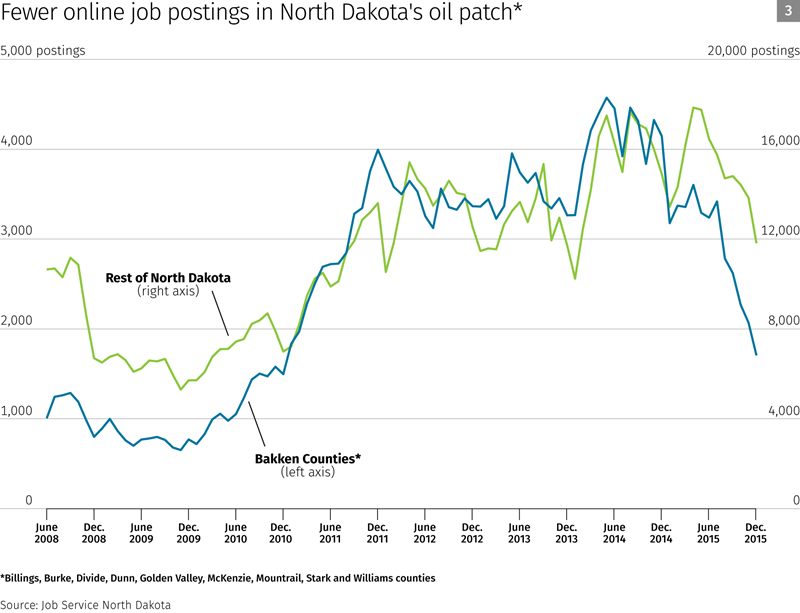 Fewer online job postings in North Dakota's oil patch*
3
5,000 postings
20,000 postings
4,000
16,000
3,000
12,000
Rest of North Dakota
(right axis)
2,000
8,000
1,000
4,000
Bakken Counties*
(left axis)
0
0
June 2008
Dec. 2008
June 2009
Dec. 2009
June 2010
Dec. 2010
June 2011
Dec. 2011
June 2012
Dec. 2012
June 2013
Dec. 2013
June 2014
Dec. 2014
June 2015
Dec. 2015
*Billings, Burke, Divide, Dunn, Golden Valley, McKenzie, Mountrail, Stark and Williams counties
Source: Job Service North Dakota